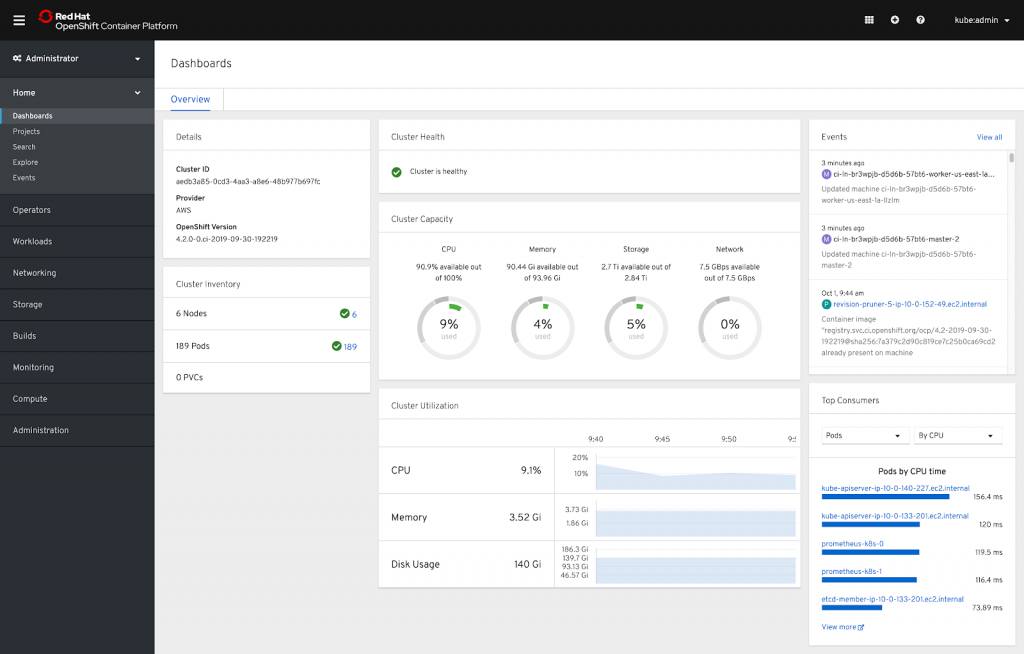 Red Hat
OpenShift Container Platform
kube:admin
Administrator
Home
Dashboards
Projects
Search
Explore
Events
Operators
Workloads
Networking
Storage
Builds
Monitoring
Compute
Administration
Dashboards
Overview
Details
Cluster ID
aedb3a85-0cd3-4aa3-a8e6-48b977b697fc
Provider
AWS
OpenShift Version
4.2.0-0.ci-2019-09-30-192219
Cluster Inventory
6 Nodes
6
189 Pods
189
0 PVCs
Cluster Health
Cluster is healthy
Cluster Capacity
CPU
90.9% available out
of 100%
9%
used
Memory
90.44 Gi available out
of 93.96 Gi
4%
used
Storage
2.7 Ti available out of
2.84 Ti
5%
used
Network
7.5 GBps available
out of 7.5 GBps
0%
used
Cluster Utilization
9:40 9:45 9:50 9:5
CPU 9.1%
20%
10%
Memory 3.52 Gi
3.73 Gi
1.86 Gi
Disk Usage 140 Gi
186.3 Gi
139.7 Gi
93.13 Gi
46.57 Gi
Events View all
3 minutes ago
M ci-ln-br3wpjb-d5d6b-57bt6-worker-us-east-1a...
Updated machine ci-ln-br3wpjb-d5d6b-57bt6-
worker-us-east-1a-llzlm
3 minutes ago
M ci-ln-br3wpjb-d5d6b-57bt6-master-2
Updated machine ci-ln-br3wpjb-d5d6b-57bt6-
master-2
Oct 1, 9:44 am
P revision-pruner-5-ip-10-0-152-49.ec2.internal
Container image
"registry.svc.ci.openshift.org/ocp/4.2-2019-09-30-
192219@sha256:7a379c2d90c819ce7c25b0ca69cd2
already present on machine
Top Consumers
Pods
By CPU
Pods by CPU time
kube-apiserver-ip-10-0-140-227.ec2.internal
156.4 ms
kube-apiserver-ip-10-0-133-201.ec2.internal
120 ms
prometheus-k8s-0
119.5 ms
prometheus-k8s-1
116.4 ms
etcd-member-ip-10-0-133-201.ec2.internal
73.89 ms
View more